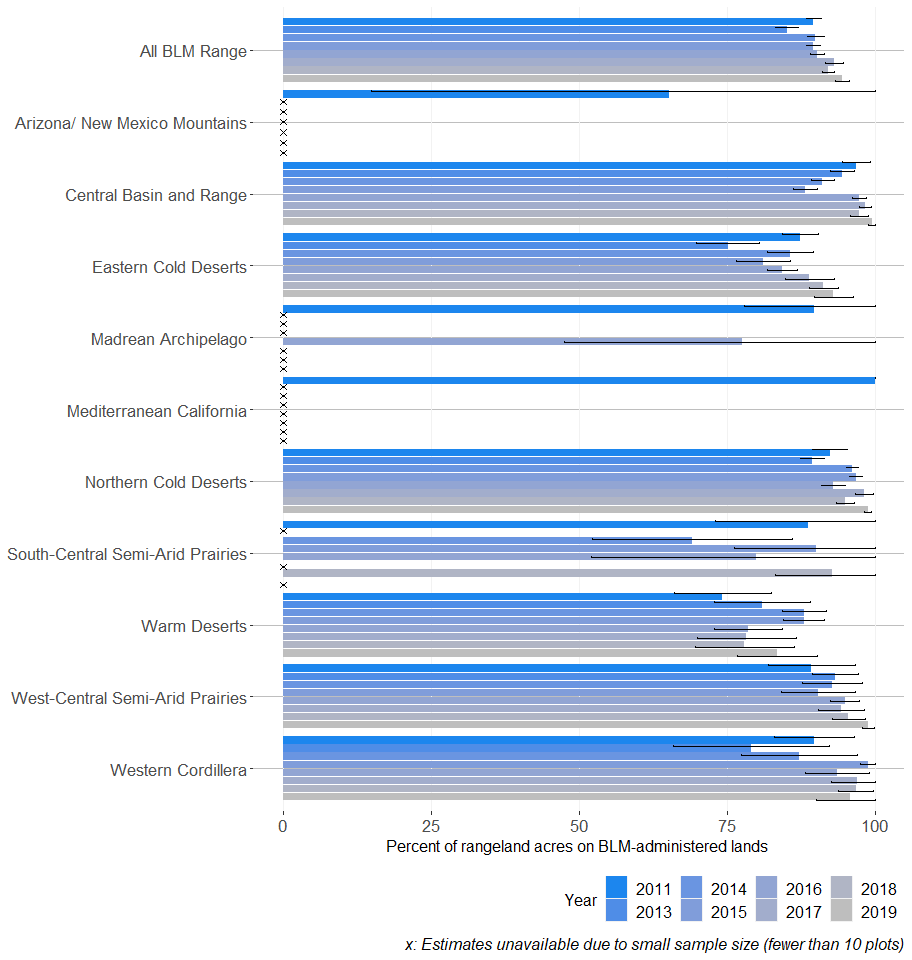 All BLM Range
Arizona/ New Mexico Mountains
Central Basin and Range
Eastern Cold Deserts
Madrean Archipelago
Mediterranean California
Northern Cold Deserts
South-Central Semi-Arid Prairies
Warm Deserts
West-Central Semi-Arid Prairies
Western Cordillera
0 25 50 75 100
Percent of rangeland acres on BLM-administered lands
Year
2011 2014 2016 2018
2013 2015 2017 2019
x: Estimates unavailable due to small sample size (fewer than 10 plots)